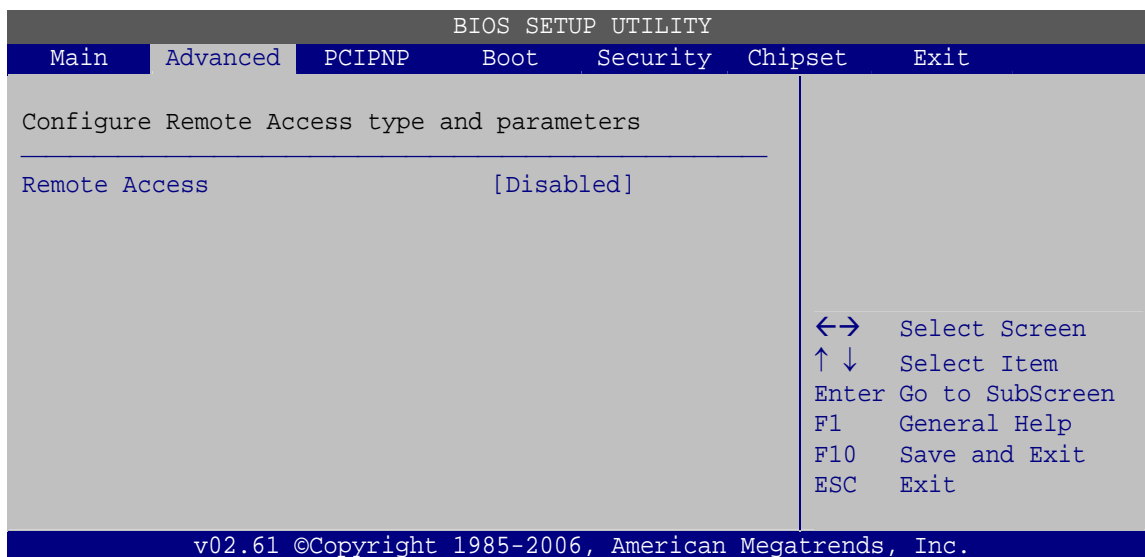 BIOS SETUP UTILITY
Main Advanced PCIPNP Boot Security Chipset Exit
Configure Remote Access type and parameters
Remote Access [Disabled]
←→ Select Screen
↑ ↓ Select Item
Enter Go to SubScreen
F1 General Help
F10 Save and Exit
ESC Exit
v02.61 ©Copyright 1985-2006, American Megatrends, Inc.